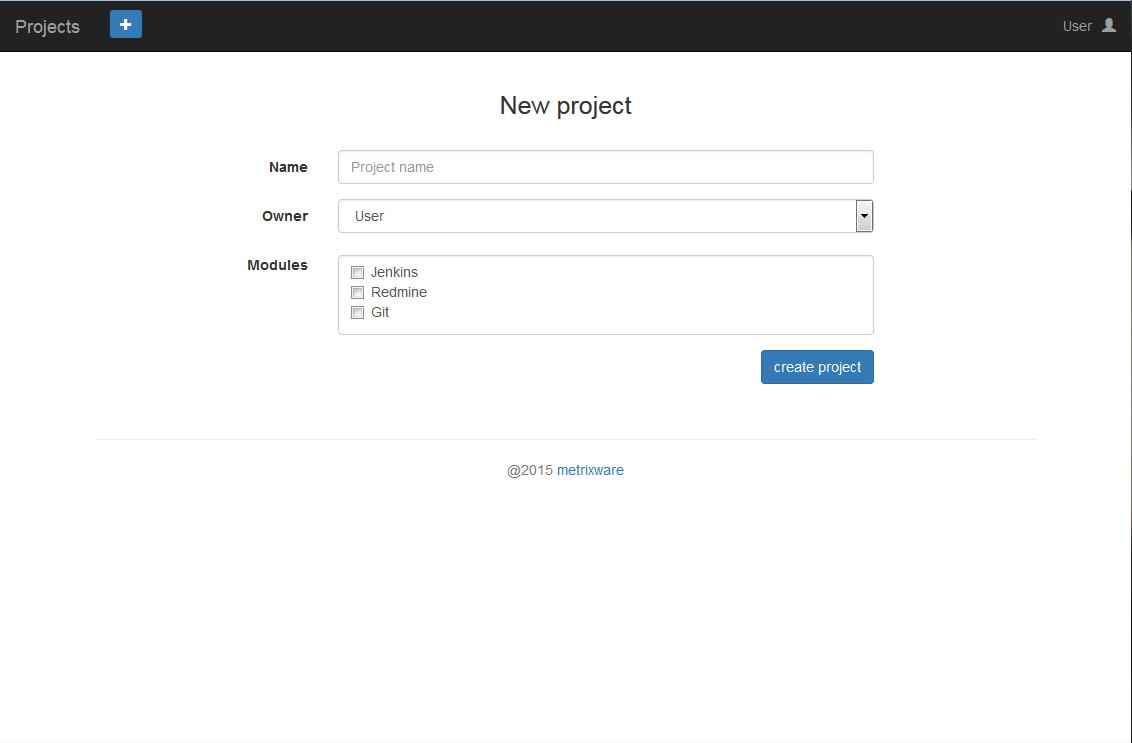 Projects + User
New project
Name Project name
Owner User
Modules
Jenkins
Redmine
Git
create project
@2015 metrixware